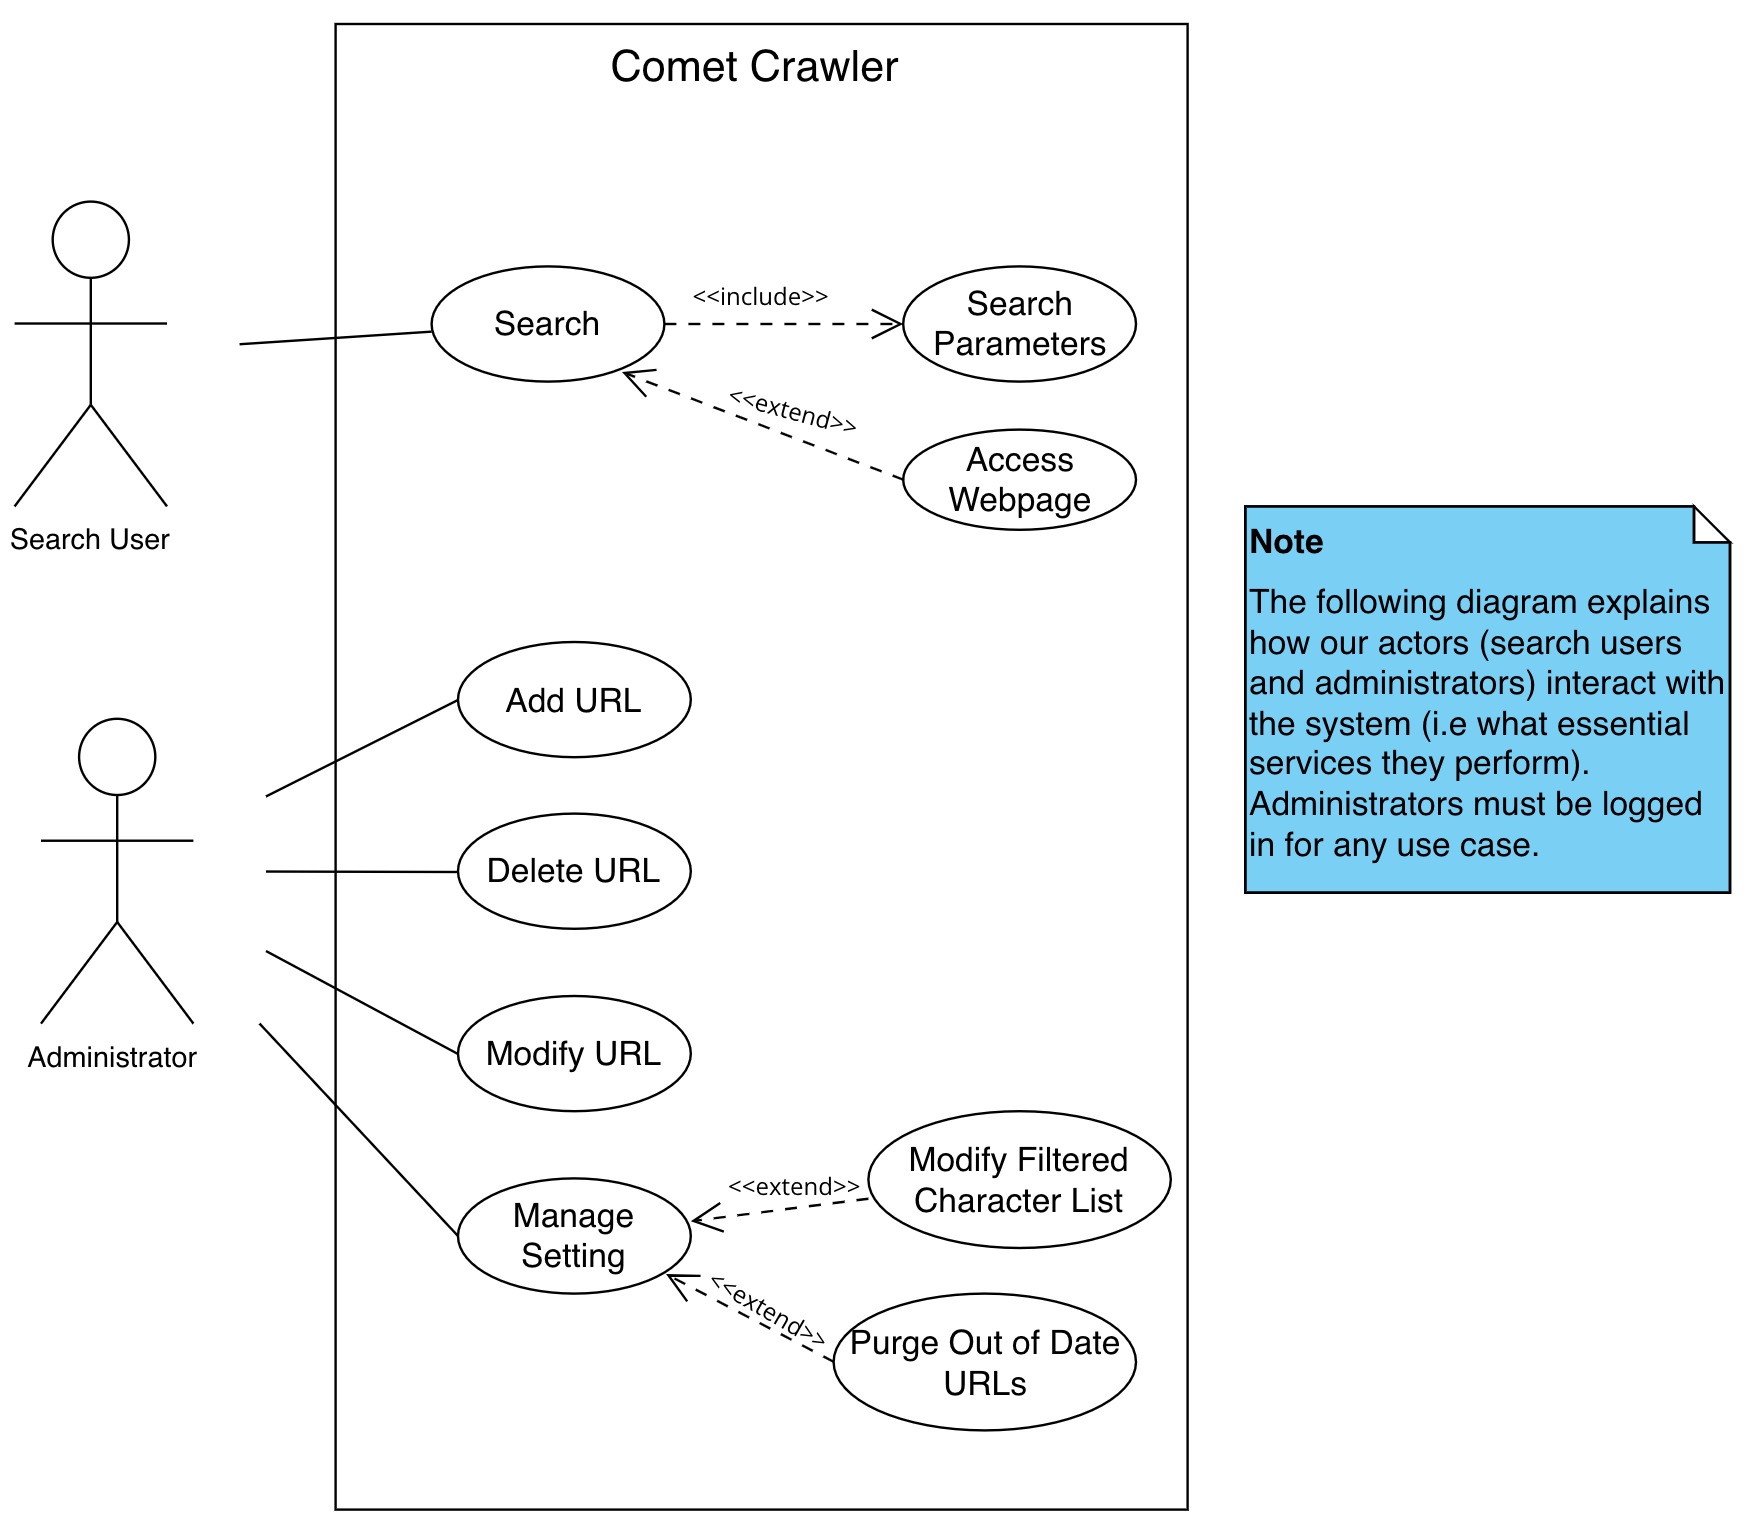 Comet Crawler
Search
<<include>>
Search
Parameters
<<extend>>
Access
Webpage
Search User
Note
The following diagram explains
how our actors (search users
and administrators) interact with
the system (i.e what essential
services they perform).
Administrators must be logged
in for any use case.
Add URL
Delete URL
Modify URL
Administrator
Manage
Setting
<<extend>>
Modify Filtered
Character List
<<extend>>
Purge Out of Date
URLs